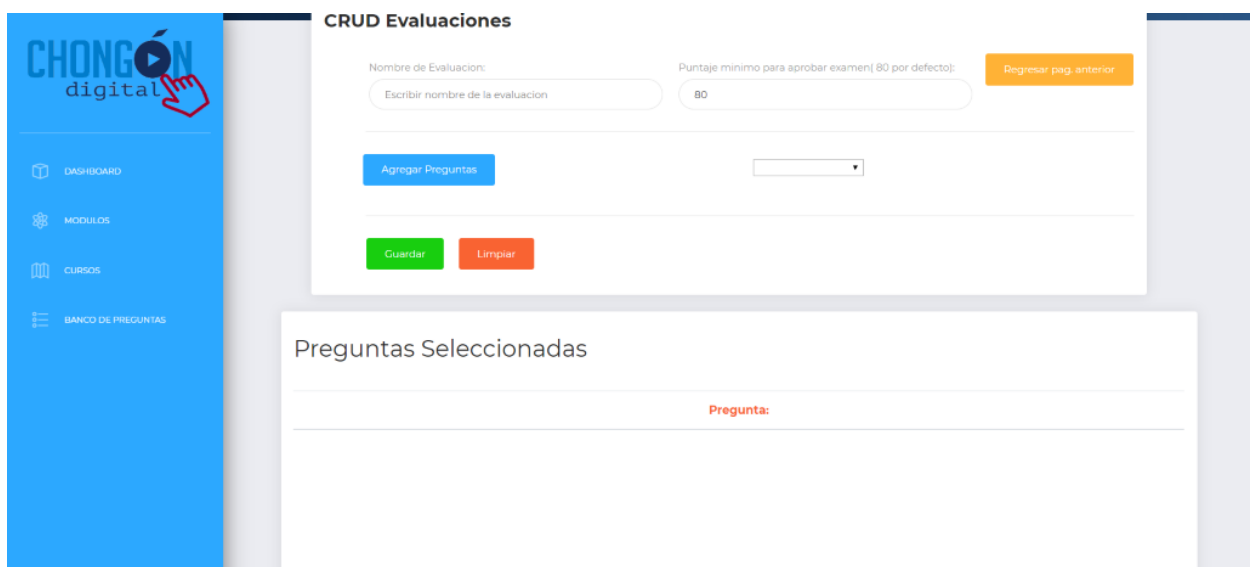 CHONGÓN
digital
DASHBOARD
MODULOS
CURSOS
BANCO DE PREGUNTAS
CRUD Evaluaciones
Nombre de Evaluacion:
Escribir nombre de la evaluacion
Puntaje minimo para aprobar examen( 80 por defecto):
80
Regresar pag. anterior
Agregar Preguntas
Guardar
Limpiar
Preguntas Seleccionadas
Pregunta: